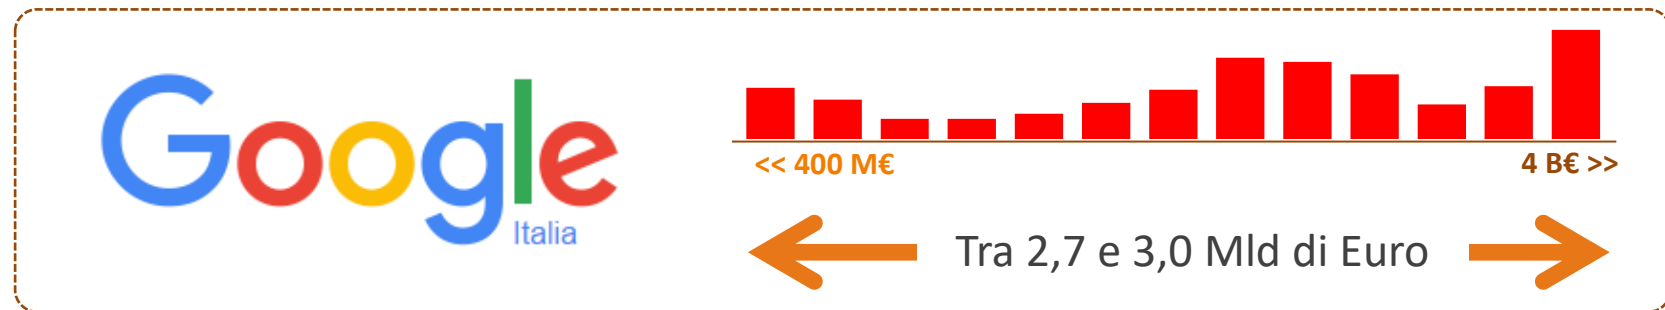 Google
Italia
<< 400 M€
4 B€ >>
Tra 2,7 e 3,0 Mld di Euro